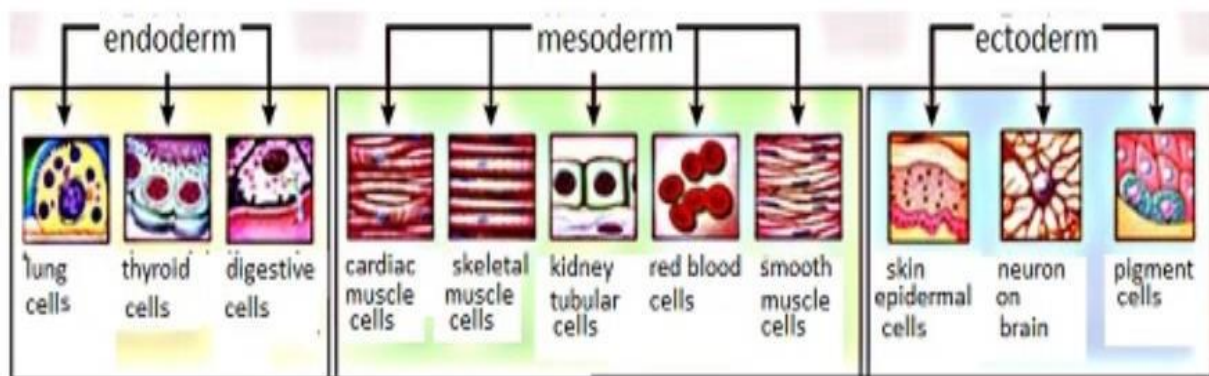 endoderm
mesoderm
ectoderm
lung
cells
thyroid
cells
digestive
cells
cardiac
muscle
cells
skeletal
muscle
cells
kidney
tubular
cells
red blood
cells
smooth
muscle
cells
skin
epidermal
cells
neuron
on
brain
pigment
cells